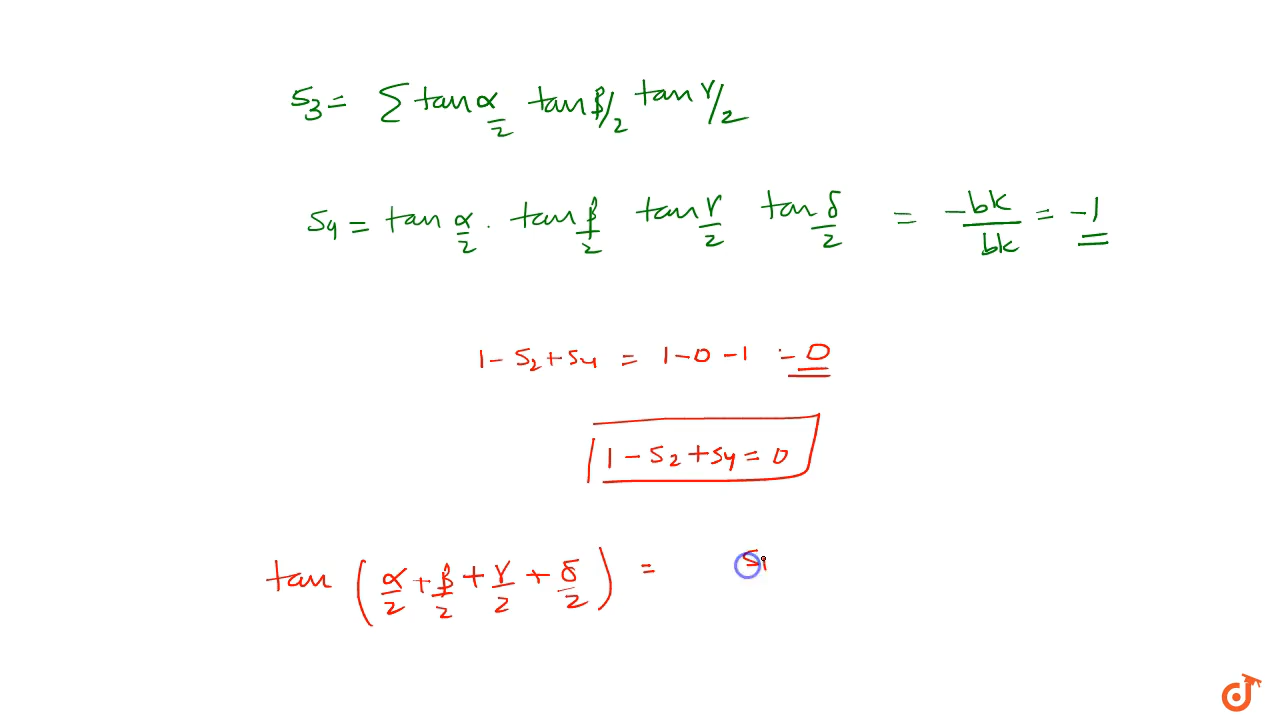 S3 = ∑ tan α/2 tan β/2 tan γ/2
S4 = tan α/2 . tan β/2 tan γ/2 tan δ/2 = -bk/bk = -1
1 - S2 + S4 = 1 - 0 - 1 = 0
1 - S2 + S4 = 0
tan (α/2 + β/2 + γ/2 + δ/2) = S1